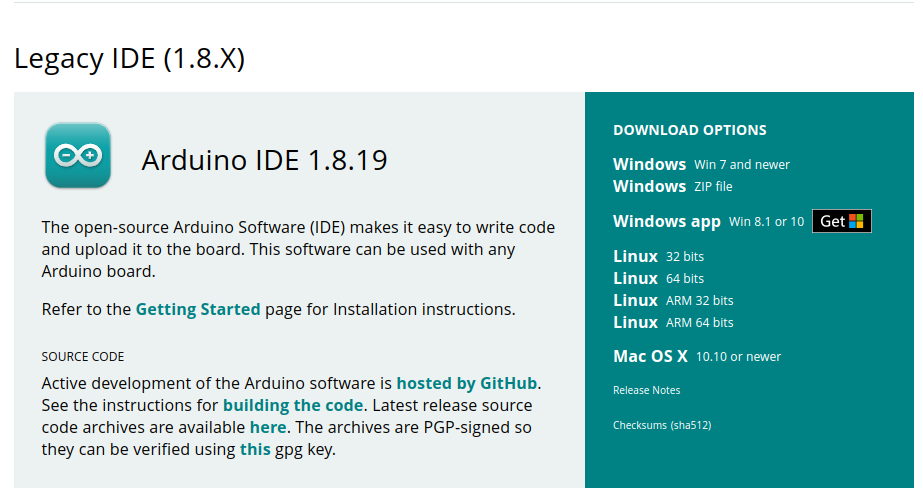 Legacy IDE (1.8.X)
Arduino IDE 1.8.19
The open-source Arduino Software (IDE) makes it easy to write code
and upload it to the board. This software can be used with any
Arduino board.
Refer to the Getting Started page for Installation instructions.
SOURCE CODE
Active development of the Arduino software is hosted by GitHub.
See the instructions for building the code. Latest release source
code archives are available here. The archives are PGP-signed so
they can be verified using this gpg key.
DOWNLOAD OPTIONS
Windows Win 7 and newer
Windows ZIP file
Windows app Win 8.1 or 10 Get
Linux 32 bits
Linux 64 bits
Linux ARM 32 bits
Linux ARM 64 bits
Mac OS X 10.10 or newer
Release Notes
Checksums (sha512)